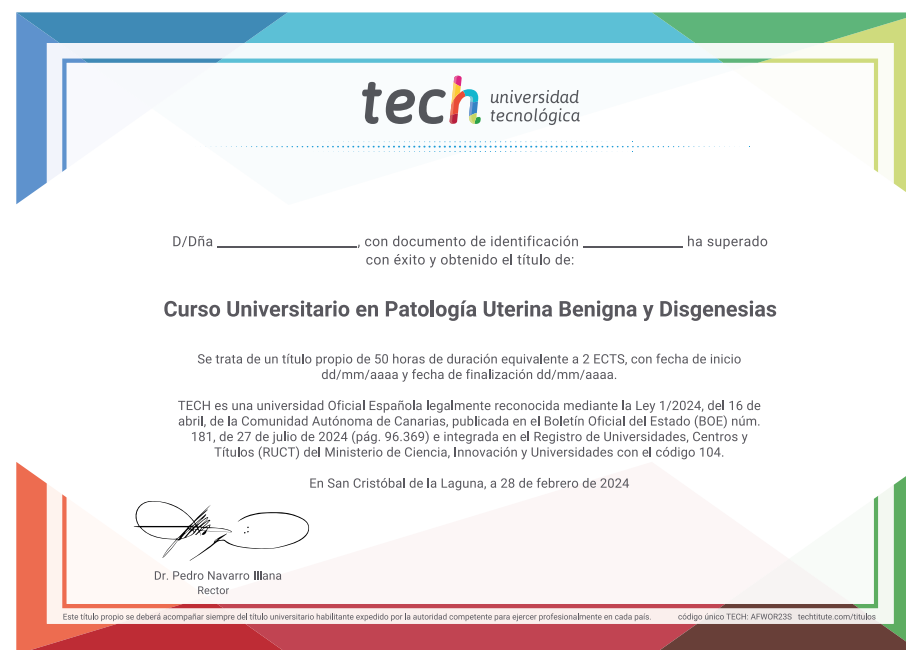 tech universidad
tecnológica
D/Dña ____________________, con documento de identificación ______________ ha superado
con éxito y obtenido el título de:
Curso Universitario en Patología Uterina Benigna y Disgenesias
Se trata de un título propio de 50 horas de duración equivalente a 2 ECTS, con fecha de inicio
dd/mm/aaaa y fecha de finalización dd/mm/aaaa.
TECH es una universidad Oficial Española legalmente reconocida mediante la Ley 1/2024, del 16 de
abril, de la Comunidad Autónoma de Canarias, publicada en el Boletín Oficial del Estado (BOE) núm.
181, de 27 de julio de 2024 (pág. 96.369) e integrada en el Registro de Universidades, Centros y
Títulos (RUCT) del Ministerio de Ciencia, Innovación y Universidades con el código 104.
En San Cristóbal de la Laguna, a 28 de febrero de 2024
Dr. Pedro Navarro Illana
Rector
Este título propio se deberá acompañar siempre del título universitario habilitante expedido por la autoridad competente para ejercer profesionalmente en cada país. código único TECH: AFWOR23S techtitute.com/titulos